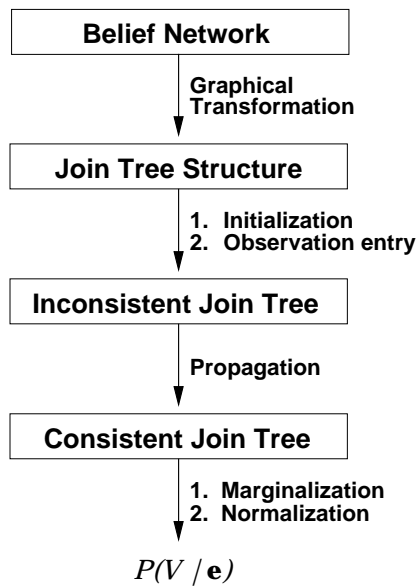 Belief Network
Graphical
Transformation
Join Tree Structure
1. Initialization
2. Observation entry
Inconsistent Join Tree
Propagation
Consistent Join Tree
1. Marginalization
2. Normalization
P(V / e)